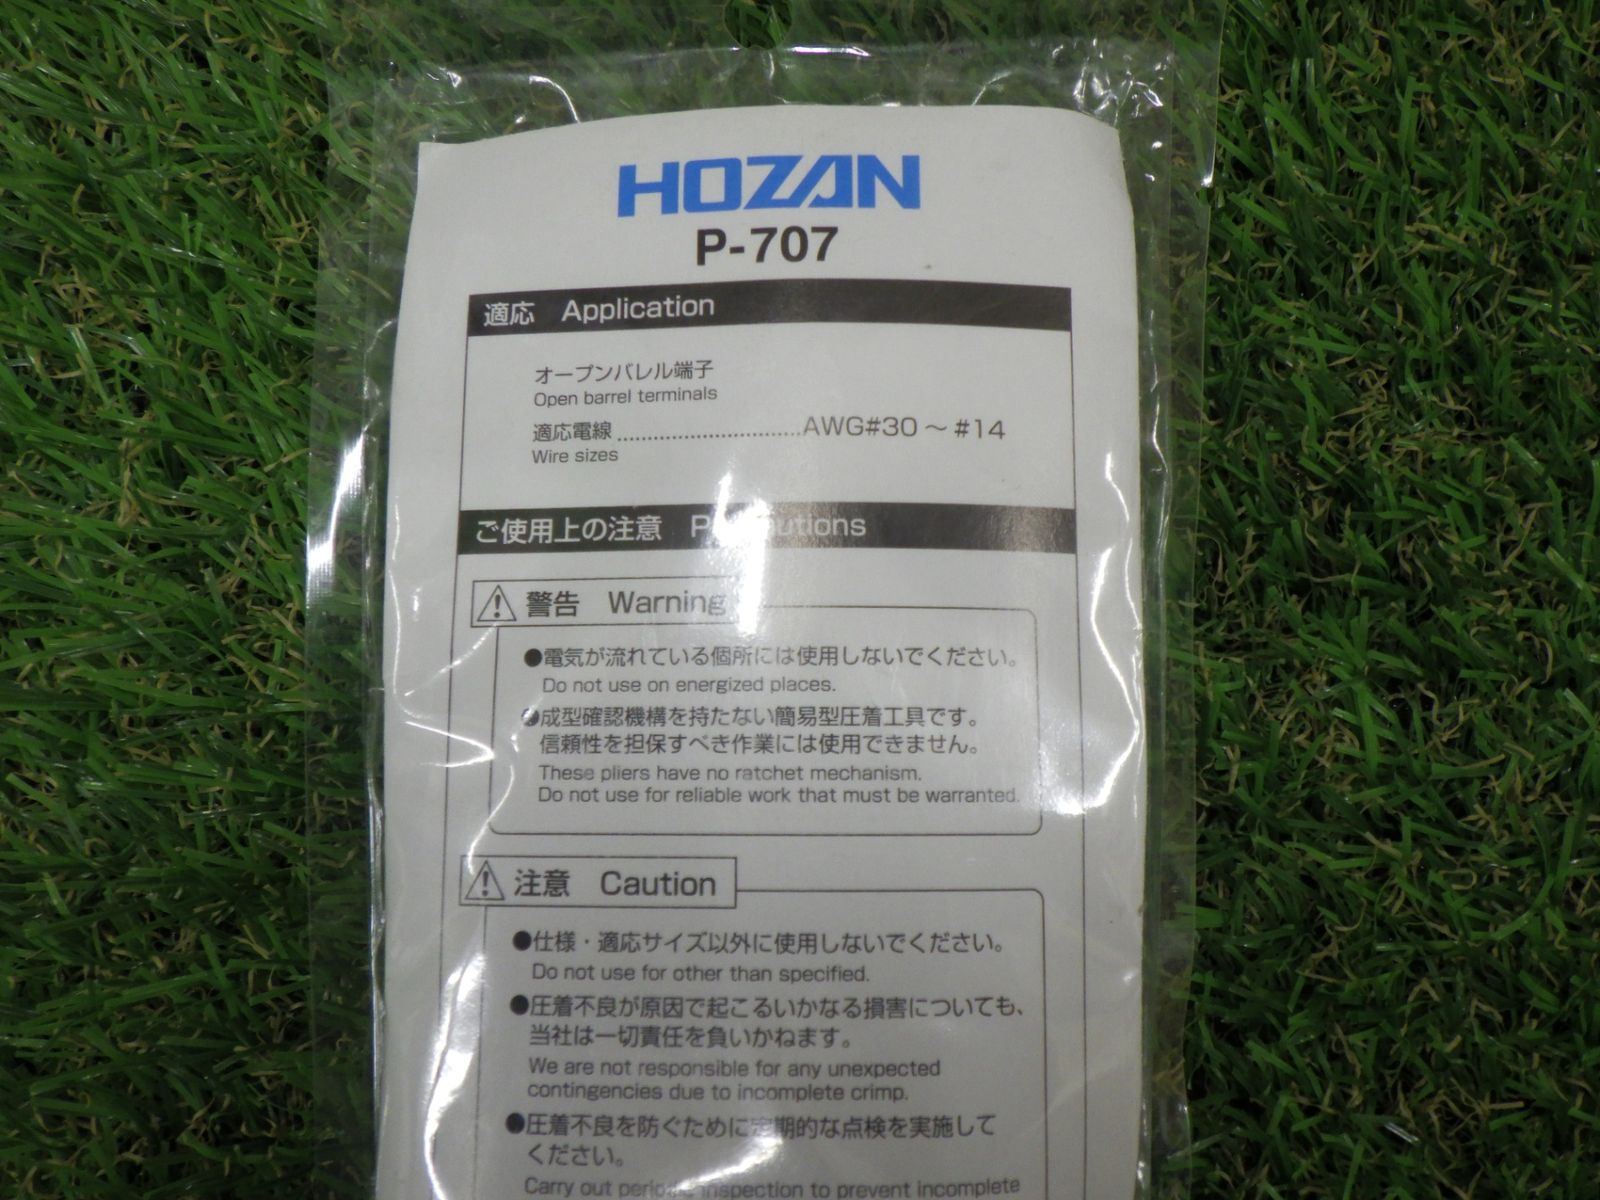 HOZAN
P-707
適応 Application
オープンバレル端子
Open barrel terminals
適応電線 ..............................AWG#30～#14
Wire sizes
ご使用上の注意
警告 Warning
●電気が流れている個所には使用しないでください。
Do not use on energized places.
●成型確認機構を持たない簡易型圧着工具です。
信頼性を担保すべき作業には使用できません。
These pliers have no ratchet mechanism.
Do not use for reliable work that must be warranted.
注意 Caution
●仕様・適応サイズ以外に使用しないでください。
Do not use for other than specified.
●圧着不良が原因で起こるいかなる損害についても、
当社は一切責任を負いかねます。
We are not responsible for any unexpected
contingencies due to incomplete crimp.
●圧着不良を防ぐために定期的な点検を実施して
ください。
Carry out periodic inspection to prevent incomplete